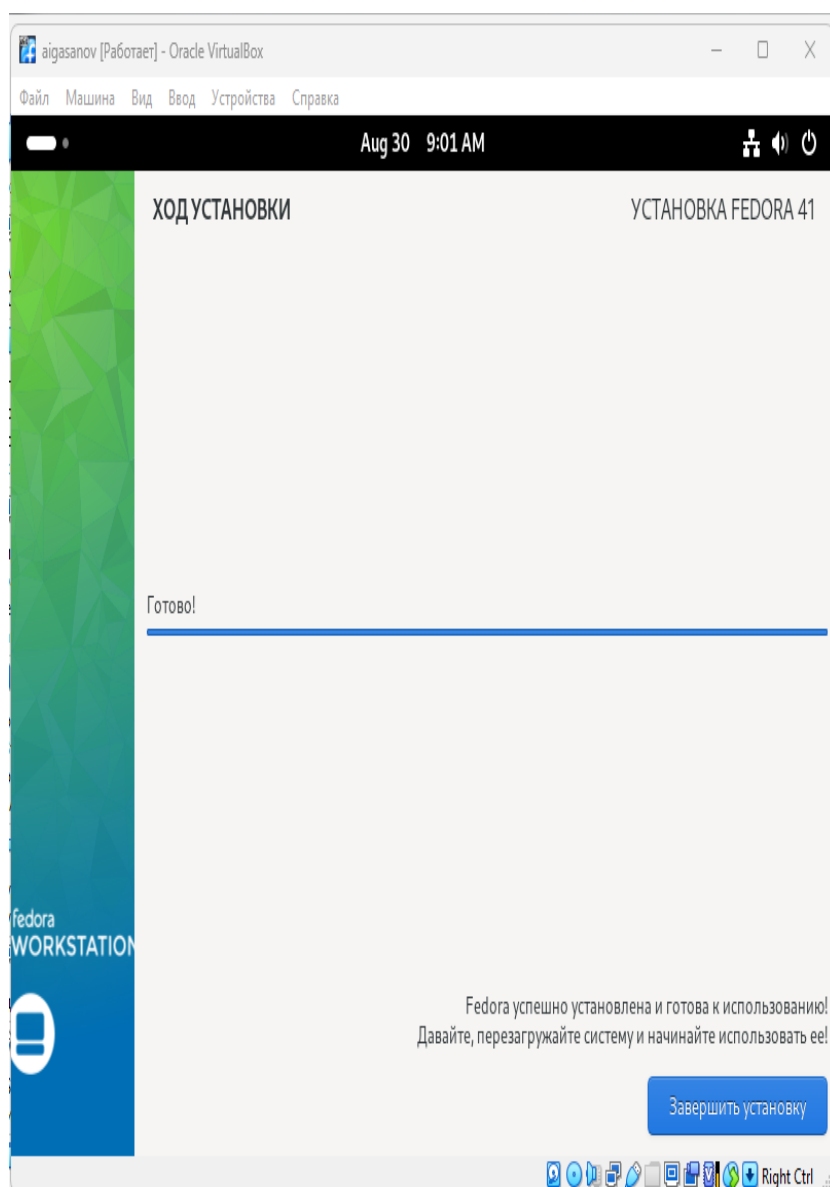 aigasanov [Работает] - Oracle VirtualBox
Файл Машина Вид Ввод Устройства Справка
Aug 30 9:01 AM
ХОД УСТАНОВКИ
УСТАНОВКА FEDORA 41
Готово!
fedora
WORKSTATION
Fedora успешно установлена и готова к использованию!
Давайте, перезагружайте систему и начинайте использовать ее!
Завершить установку
Right Ctrl